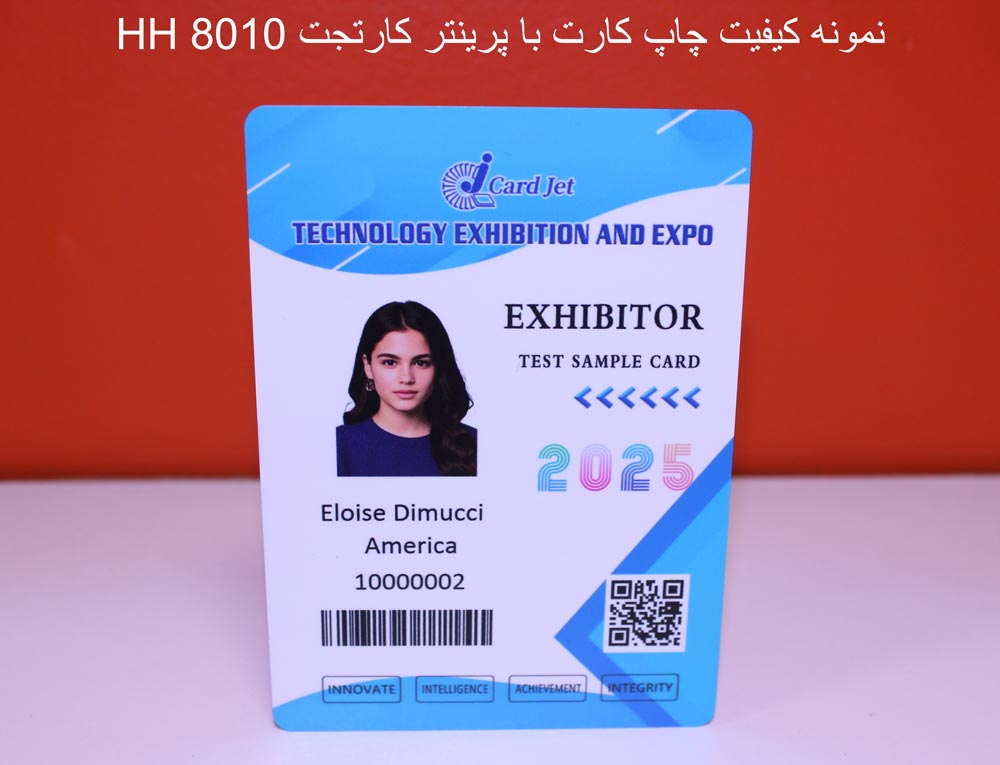 نمونه کیفیت چاپ کارت با پرینتر کارتجت HH 8010
Card Jet
TECHNOLOGY EXHIBITION AND EXPO
EXHIBITOR
TEST SAMPLE CARD
2025
Eloise Dimucci
America
10000002
INNOVATE INTELLIGENCE ACHIEVEMENT INTEGRITY